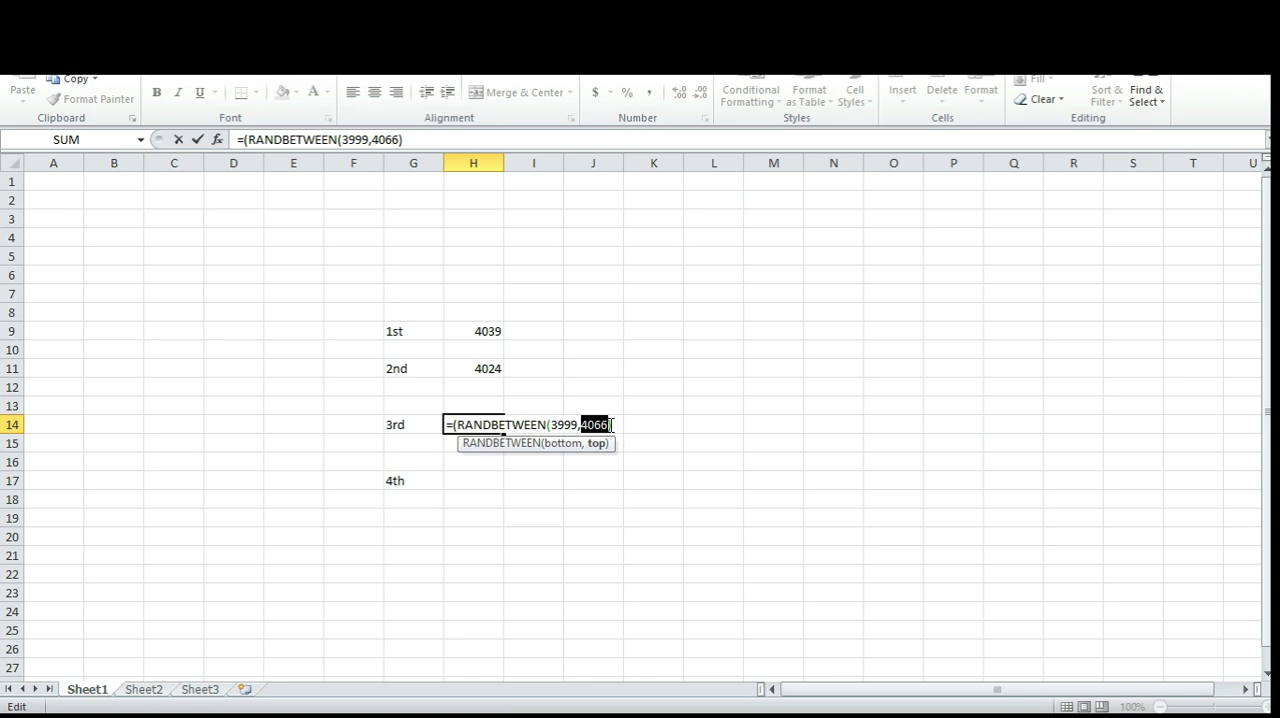 Copy
Paste
Format Painter
B I U
A
Merge & Center
$ % ,
Conditional Formatting
Format as Table
Cell Styles
Insert
Delete
Format
Fill
Clear
Sort & Filter
Find & Select
Clipboard
Font
Alignment
Number
Styles
Cells
Editing
SUM
fx
=(RANDBETWEEN(3999,4066)
A B C D E F G H I J K L M N O P Q R S T U
1
2
3
4
5
6
7
8
9 1st 4039
10
11 2nd 4024
12
13
14 3rd =(RANDBETWEEN(3999,4066)
15 RANDBETWEEN(bottom, top)
16
17 4th
18
19
20
21
22
23
24
25
26
27
Sheet1 Sheet2 Sheet3
Edit
100%